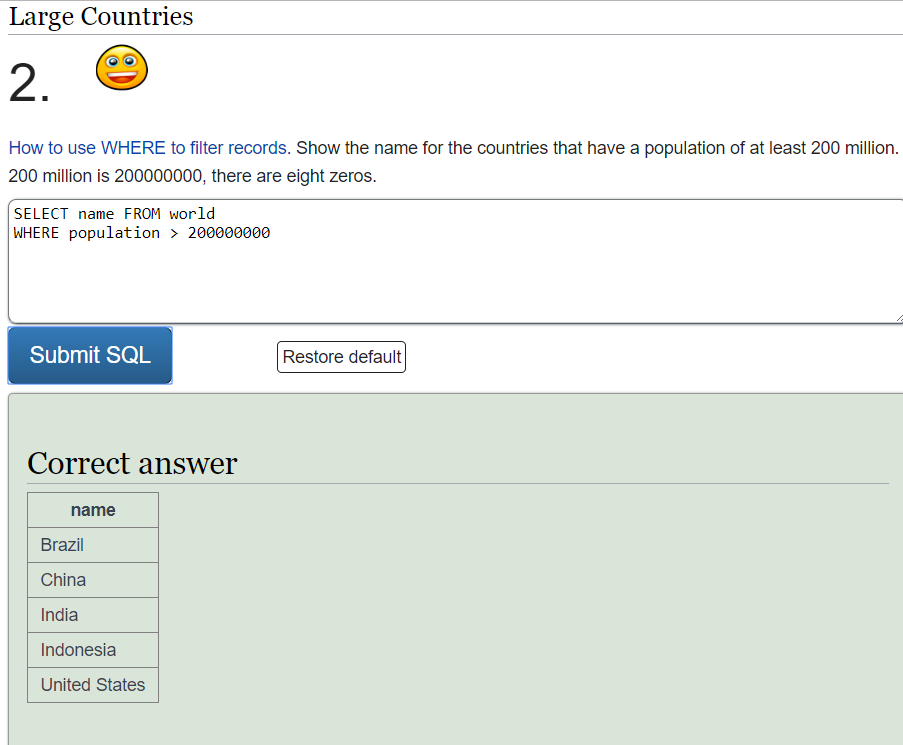 Large Countries
2.
How to use WHERE to filter records. Show the name for the countries that have a population of at least 200 million.
200 million is 200000000, there are eight zeros.
SELECT name FROM world
WHERE population > 200000000
Submit SQL
Restore default
Correct answer
name
Brazil
China
India
Indonesia
United States